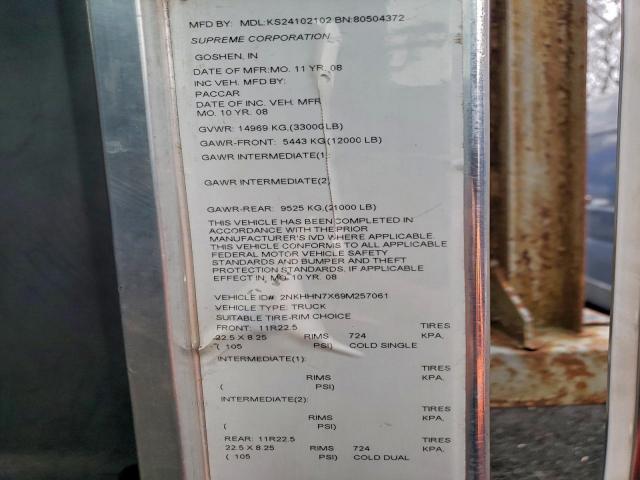 MFD BY: MDL:KS24102102 BN:80504372
SUPREME CORPORATION
GOSHEN, IN
DATE OF MFR:MO. 11 YR. 08
INC VEH. MFD BY:
PACCAR
DATE OF INC. VEH. MFR
MO. 10 YR. 08
GVWR: 14969 KG.(33000 LB)
GAWR-FRONT: 5443 KG(12000 LB)
GAWR INTERMEDIATE(1):
GAWR INTERMEDIATE(2)
GAWR-REAR: 9525 KG.(21000 LB)
THIS VEHICLE HAS BEEN COMPLETED IN
ACCORDANCE WITH THE PRIOR
MANUFACTURER'S IVD WHERE APPLICABLE.
THIS VEHICLE CONFORMS TO ALL APPLICABLE
FEDERAL MOTOR VEHICLE SAFETY
STANDARDS AND BUMPER AND THEFT
PROTECTION STANDARDS, IF APPLICABLE
EFFECT IN, MO. 10 YR. 08
VEHICLE ID#: 2NKHHN7X69M257061
VEHICLE TYPE: TRUCK
SUITABLE TIRE-RIM CHOICE
FRONT: 11R22.5 TIRES
22.5 X 8.25 RIMS 724 KPA.
( 105 PSI) COLD SINGLE
INTERMEDIATE(1):
TIRES
RIMS KPA.
( PSI)
INTERMEDIATE(2):
TIRES
RIMS KPA.
( PSI)
REAR: 11R22.5 TIRES
22.5 X 8.25 RIMS 724 KPA.
( 105 PSI) COLD DUAL